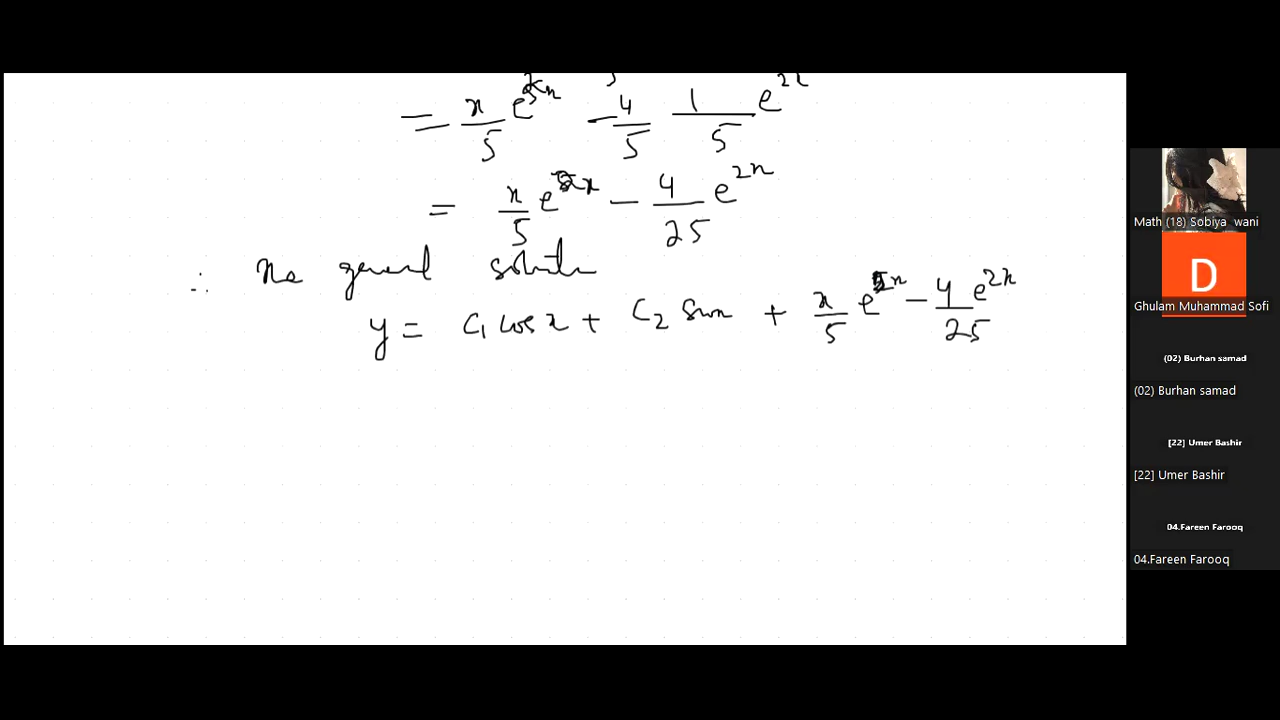 = x/5 e^2x - 4/5 1/5 e^2x
= x/5 e^2x - 4/25 e^2x
∴ The general solution
y = C₁ cos x + C₂ sin x + x/5 e^2x - 4/25 e^2x
Math (18) Sobiya wani
D
Ghulam Muhammad Sofi
(02) Burhan samad
(02) Burhan samad
[22] Umer Bashir
[22] Umer Bashir
04.Fareen Farooq
04.Fareen Farooq